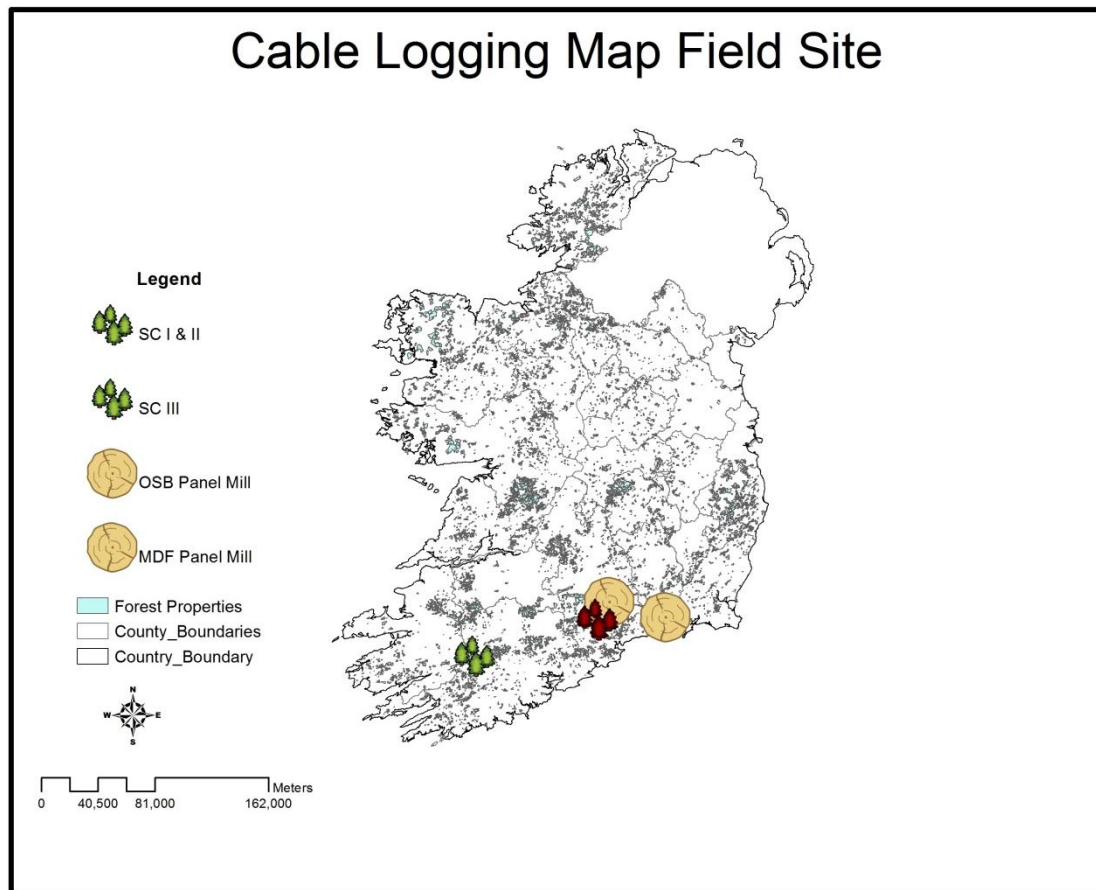 Cable Logging Map Field Site
Legend
SC I & II
SC III
OSB Panel Mill
MDF Panel Mill
Forest Properties
County_Boundaries
Country_Boundary
N
W E
S
Meters
0 40,500 81,000 162,000